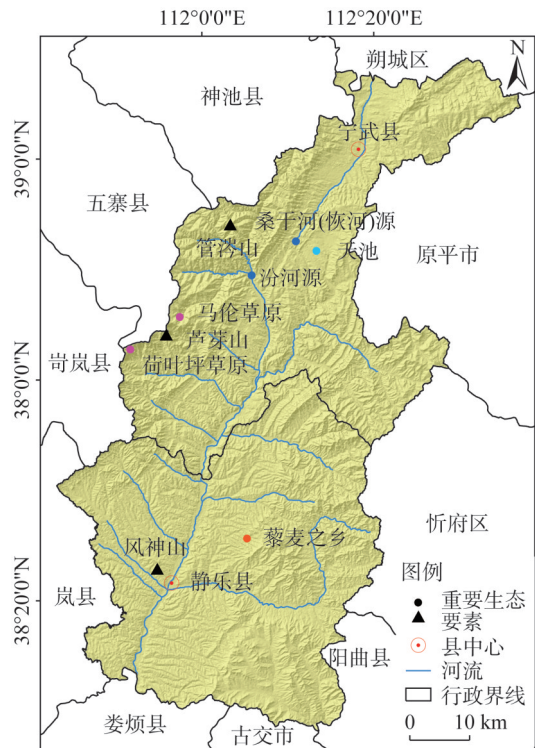 112°0'0"N 112°20'0"N
N
朔城区
神池县
宁武县
39°0'0"N
五寨县
桑干河(恢河)源
管涔山
天池
原平市
汾河源
马伦草原
芦芽山
岢岚县
荷叶坪草原
38°0'0"N
忻府区
藜麦之乡
风神山
图例
静乐县
岚县
重要生态
要素
38°20'0"N
县中心
阳曲县
河流
行政界线
娄烦县
古交市
0 10 km